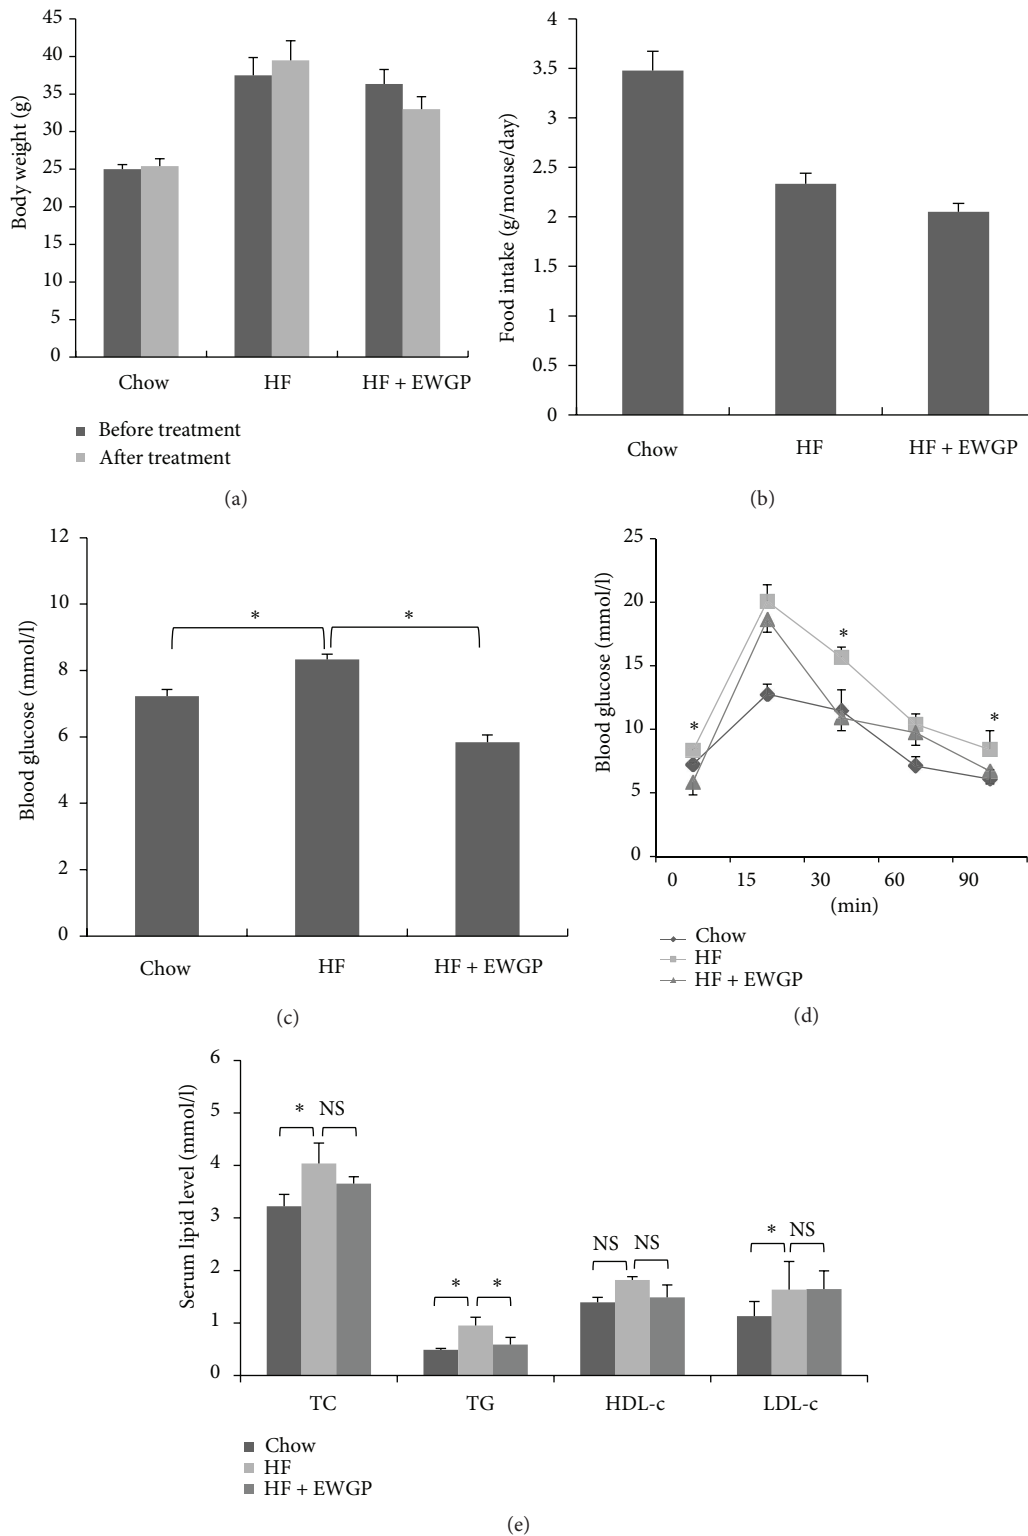 45
40
35
30
25
20
15
10
5
0
Body weight (g)
Chow
HF
HF + EWGP
Before treatment
After treatment
(a)
4
3.5
3
2.5
2
1.5
1
0.5
0
Food intake (g/mouse/day)
Chow
HF
HF + EWGP
(b)
12
10
8
6
4
2
0
Blood glucose (mmol/l)
*
*
Chow
HF
HF + EWGP
(c)
25
20
15
10
5
0
Blood glucose (mmol/l)
*
*
*
0
15
30
60
90
(min)
Chow
HF
HF + EWGP
(d)
6
5
4
3
2
1
0
Serum lipid level (mmol/l)
* NS
* *
NS NS
* NS
TC
TG
HDL-c
LDL-c
Chow
HF
HF + EWGP
(e)